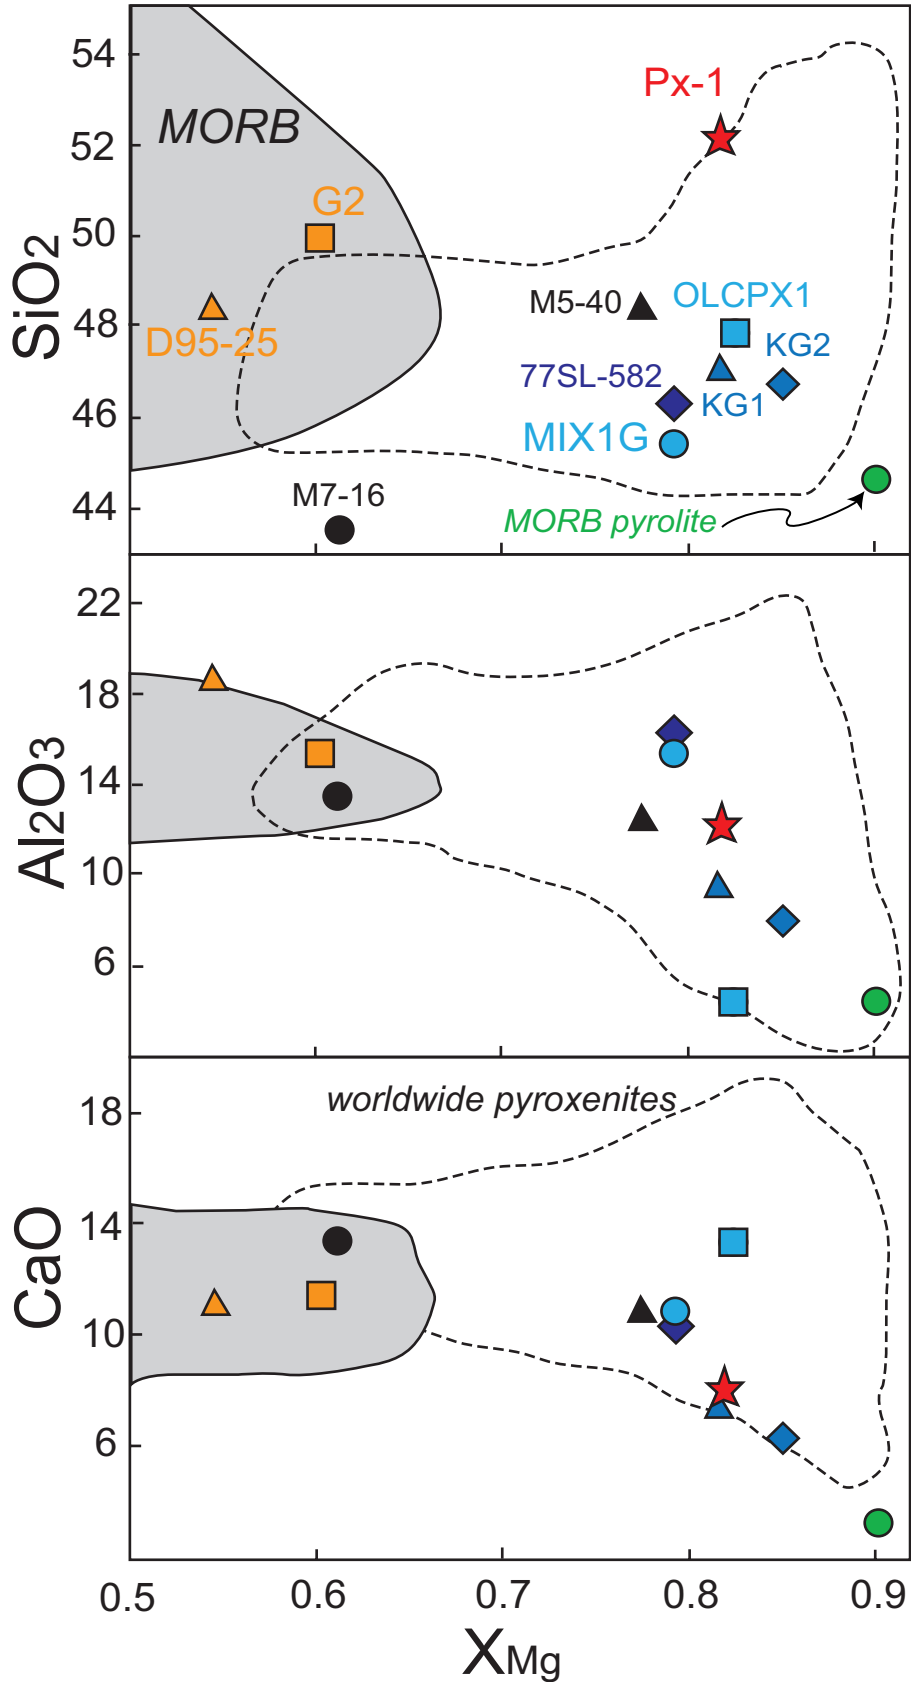 54
Px-1
MORB
52
G2
50
SiO2
M5-40
OLCPX1
48
D95-25
KG2
77SL-582
KG1
46
MIX1G
M7-16
44
MORB pyrolite
22
18
Al2O3
14
10
6
worldwide pyroxenites
18
14
CaO
10
6
0.5
0.6
0.7
0.8
0.9
XMg